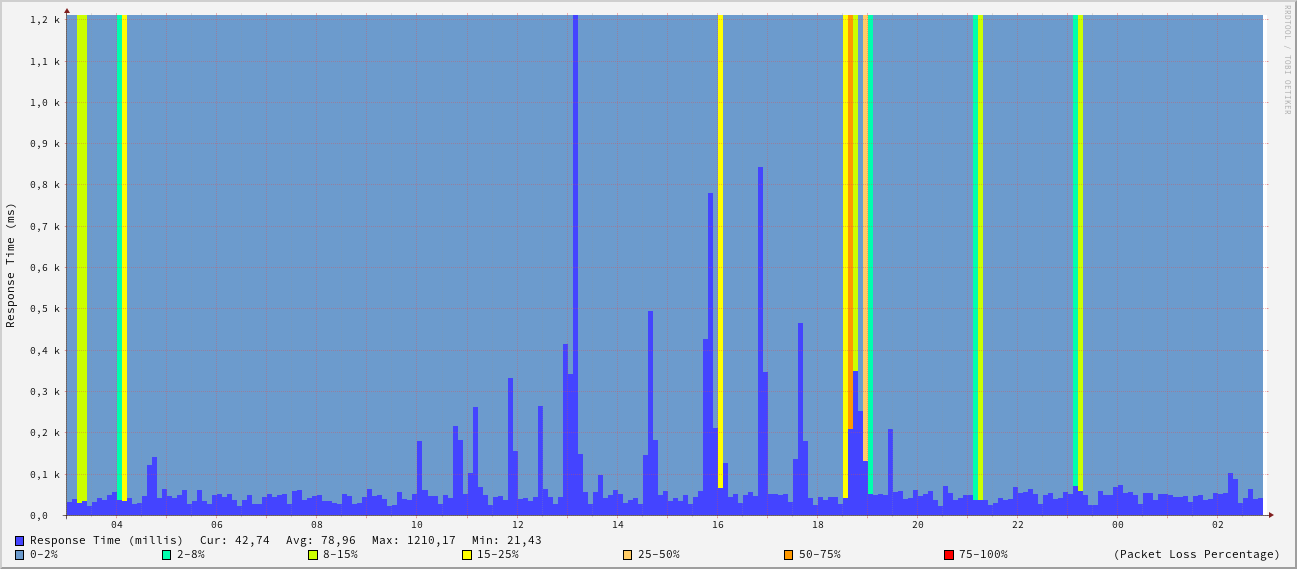 1,2 k
1,1 k
1,0 k
0,9 k
0,8 k
0,7 k
0,6 k
0,5 k
0,4 k
0,3 k
0,2 k
0,1 k
0,0
Response Time (ms)
RRDTOOL / TOBI OETIKER
04 06 08 10 12 14 16 18 20 22 00 02
Response Time (millis) Cur: 42,74 Avg: 78,96 Max: 1210,17 Min: 21,43
0-2% 2-8% 8-15% 15-25% 25-50% 50-75% 75-100% (Packet Loss Percentage)